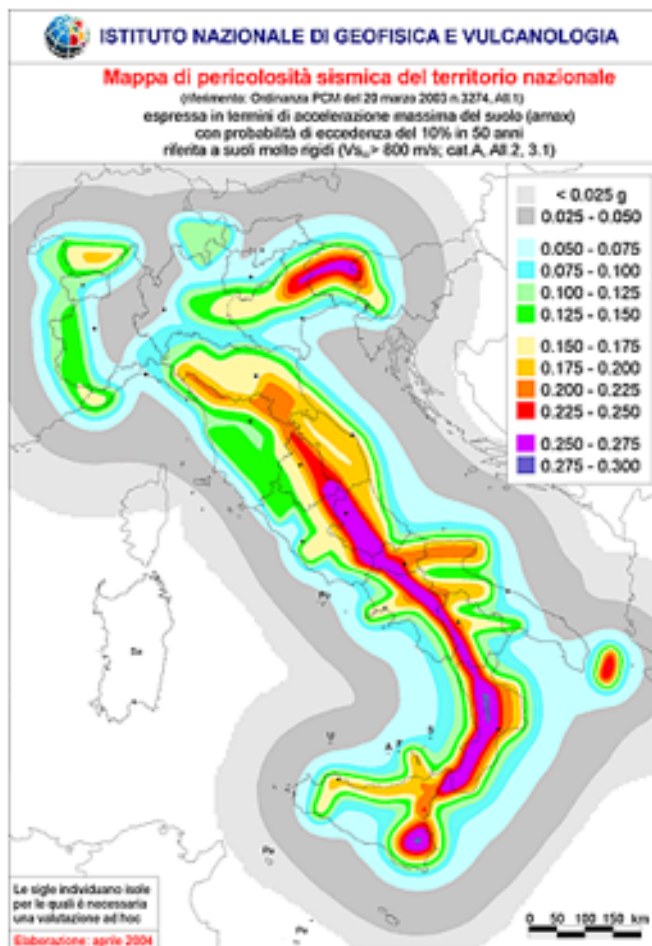 ISTITUTO NAZIONALE DI GEOFISICA E VULCANOLOGIA
Mappa di pericolosità sismica del territorio nazionale
(riferimento: Ordinanza PCM del 20 marzo 2003 n.3274, All.1)
espressa in termini di accelerazione massima del suolo (amax)
con probabilità di eccedenza del 10% in 50 anni
riferita a suoli molto rigidi (Vs₃₀> 800 m/s; cat.A, All.2, 3.1)
< 0.025 g
0.025 - 0.050
0.050 - 0.075
0.075 - 0.100
0.100 - 0.125
0.125 - 0.150
0.150 - 0.175
0.175 - 0.200
0.200 - 0.225
0.225 - 0.250
0.250 - 0.275
0.275 - 0.300
Sa
U
A
Pe
Le sigle individuano isole
per le quali è necessaria
una valutazione ad hoc
Elaborazione: aprile 2004
0 50 100 150 km